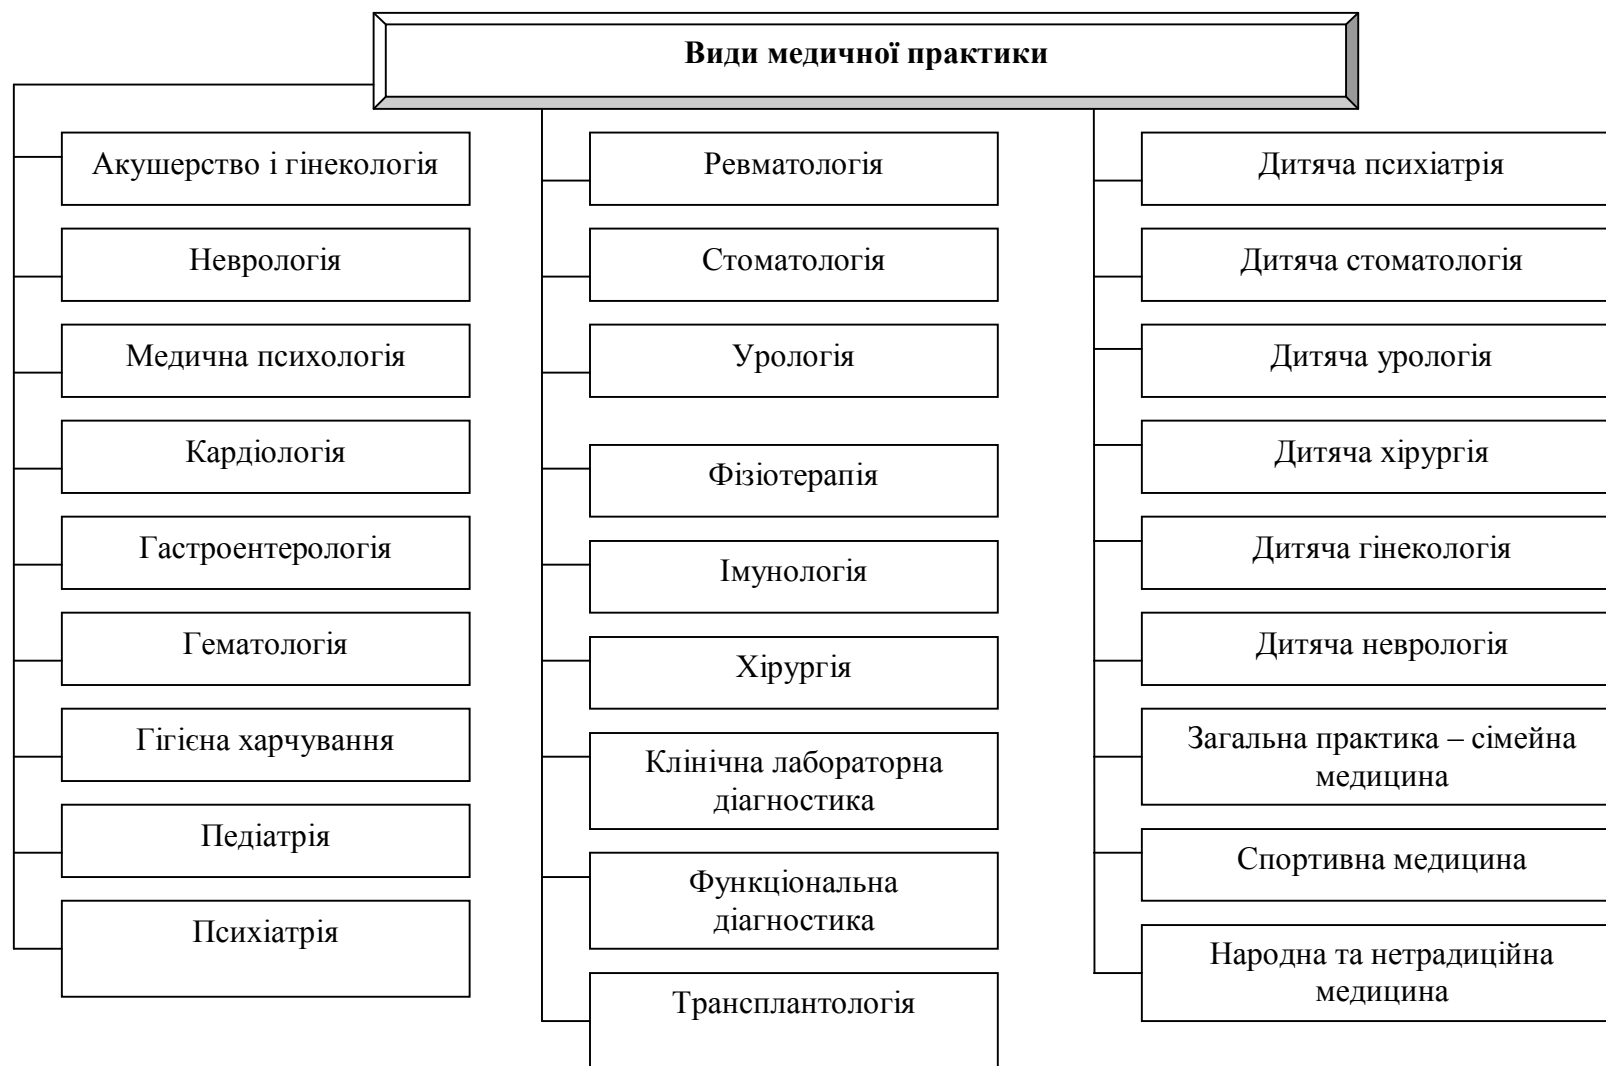 Види медичної практики
Акушерство і гінекологія
Неврологія
Медична психологія
Кардіологія
Гастроентерологія
Гематологія
Гігієна харчування
Педіатрія
Психіатрія
Ревматологія
Стоматологія
Урологія
Фізіотерапія
Імунологія
Хірургія
Клінічна лабораторна
діагностика
Функціональна
діагностика
Трансплантологія
Дитяча психіатрія
Дитяча стоматологія
Дитяча урологія
Дитяча хірургія
Дитяча гінекологія
Дитяча неврологія
Загальна практика – сімейна
медицина
Спортивна медицина
Народна та нетрадиційна
медицина